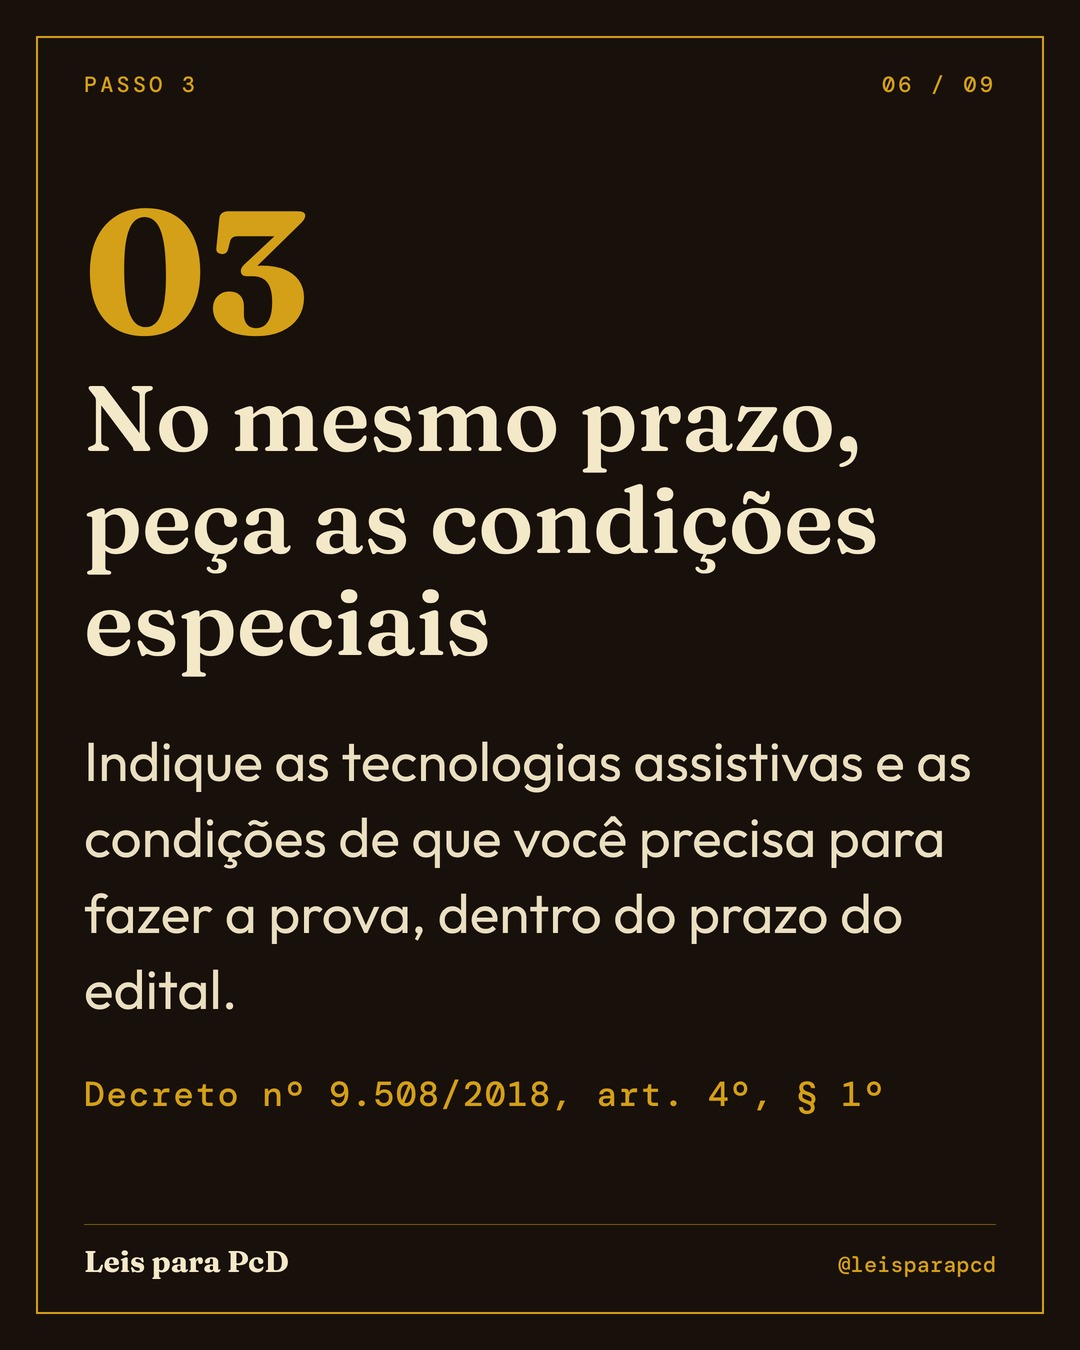 PASSO 3
06 / 09
03
No mesmo prazo,
peça as condições
especiais
Indique as tecnologias assistivas e as
condições de que você precisa para
fazer a prova, dentro do prazo do
edital.
Decreto nº 9.508/2018, art. 4º, § 1º
Leis para PcD
@leisparapcd